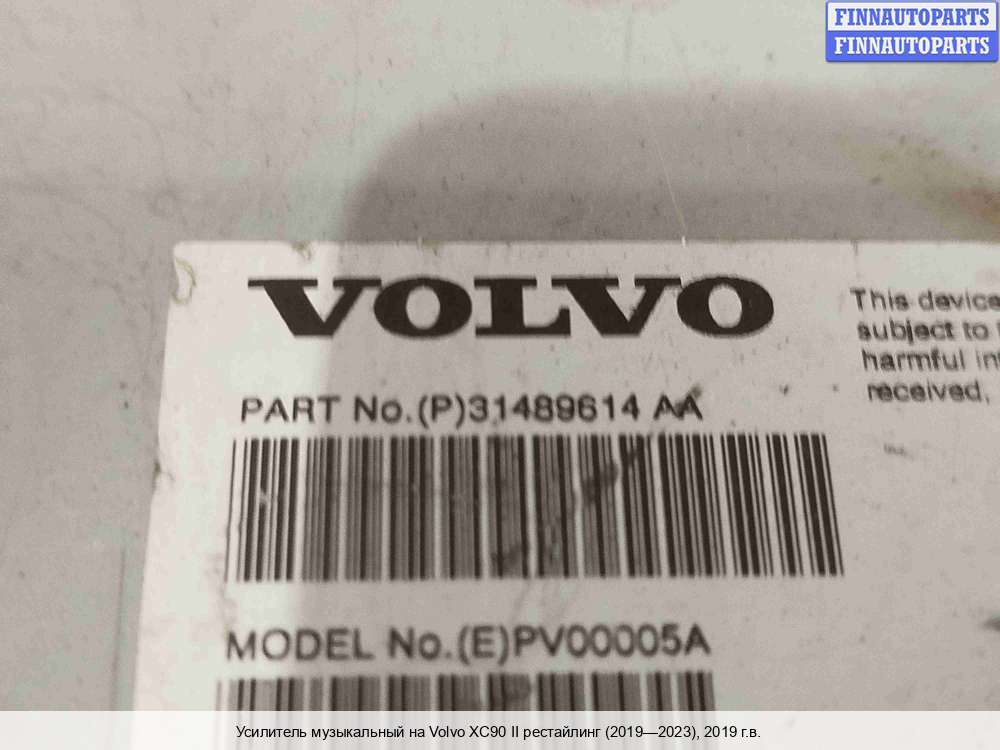 FINNAUTOPARTS
FINNAUTOPARTS
VOLVO
This device
subject to
harmful int
received,
PART No.(P)31489614 AA
MODEL No.(E)PV00005A
Усилитель музыкальный на Volvo XC90 II рестайлинг (2019—2023), 2019 г.в.